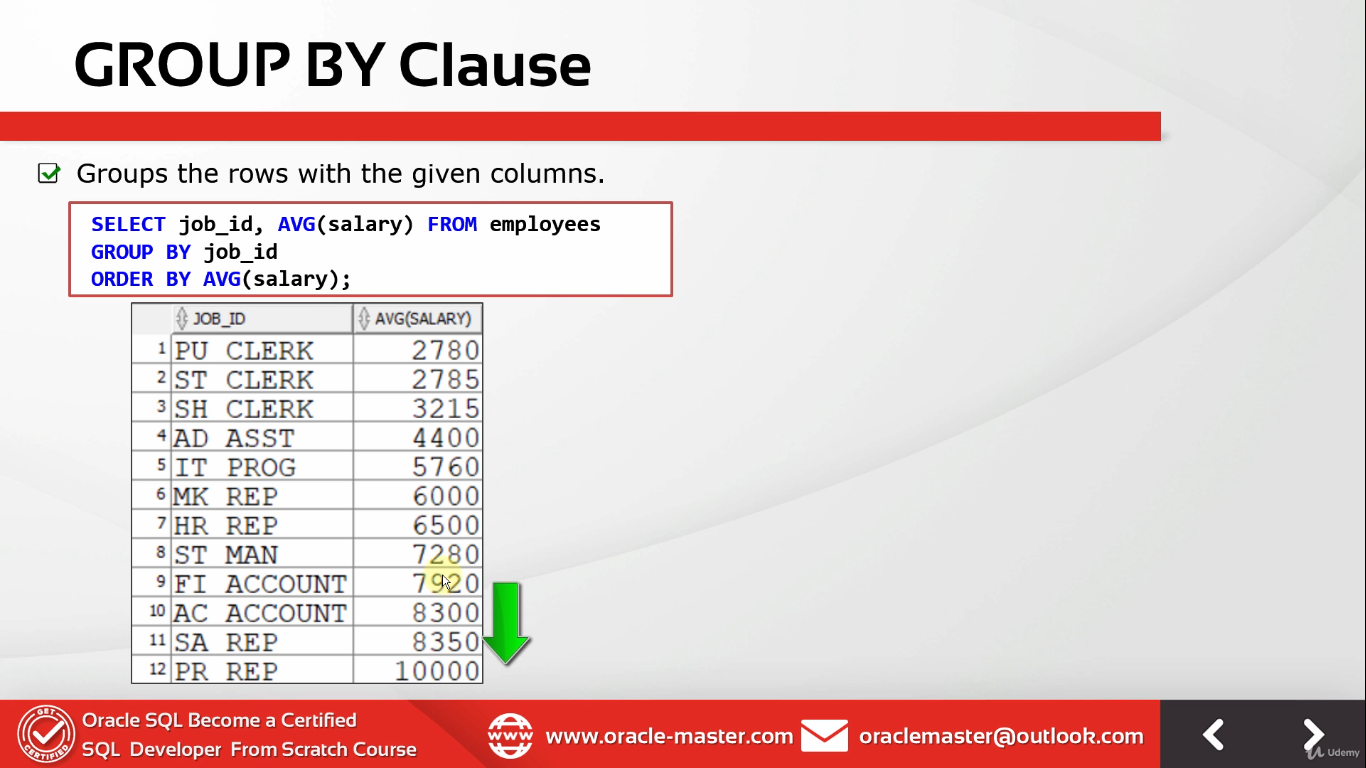 GROUP BY Clause
Groups the rows with the given columns.
SELECT job_id, AVG(salary) FROM employees
GROUP BY job_id
ORDER BY AVG(salary);
JOB_ID AVG(SALARY)
1 PU CLERK 2780
2 ST CLERK 2785
3 SH CLERK 3215
4 AD ASST 4400
5 IT PROG 5760
6 MK REP 6000
7 HR REP 6500
8 ST MAN 7280
9 FI ACCOUNT 7920
10 AC ACCOUNT 8300
11 SA REP 8350
12 PR REP 10000
GET
CERTIFIED
Oracle SQL Become a Certified
SQL Developer From Scratch Course
WWW
www.oracle-master.com
oraclemaster@outlook.com
Udemy